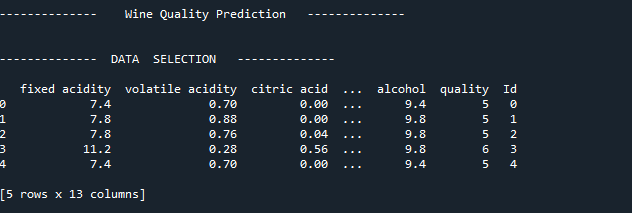 -------------- Wine Quality Prediction --------------
-------------- DATA SELECTION --------------
fixed acidity volatile acidity citric acid ... alcohol quality Id
0 7.4 0.70 0.00 ... 9.4 5 0
1 7.8 0.88 0.00 ... 9.8 5 1
2 7.8 0.76 0.04 ... 9.8 5 2
3 11.2 0.28 0.56 ... 9.8 6 3
4 7.4 0.70 0.00 ... 9.4 5 4
[5 rows x 13 columns]